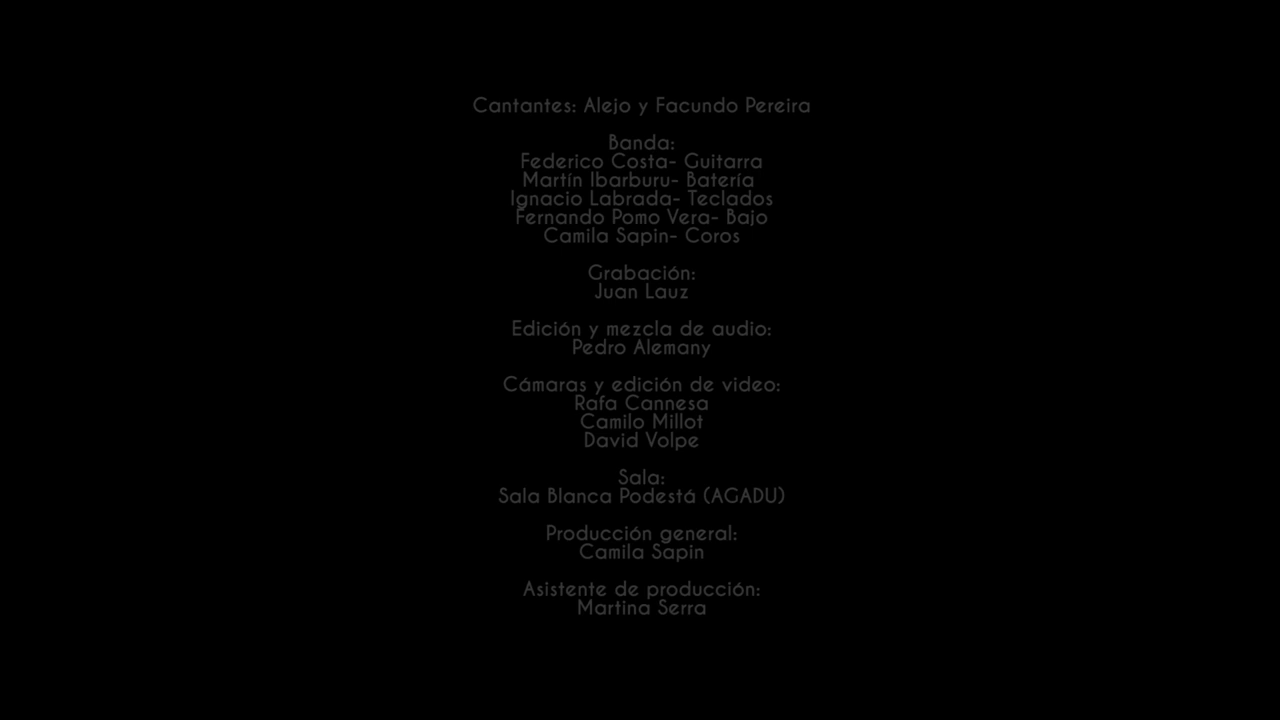 Cantantes: Alejo y Facundo Pereira
Banda:
Federico Costa- Guitarra
Martín Ibarburu- Batería
Ignacio Labrada- Teclados
Fernando Pomo Vera- Bajo
Camila Sapin- Coros
Grabación:
Juan Lauz
Edición y mezcla de audio:
Pedro Alemany
Cámaras y edición de video:
Rafa Cannesa
Camilo Millot
David Volpe
Sala:
Sala Blanca Podestá (AGADU)
Producción general:
Camila Sapin
Asistente de producción:
Martina Serra